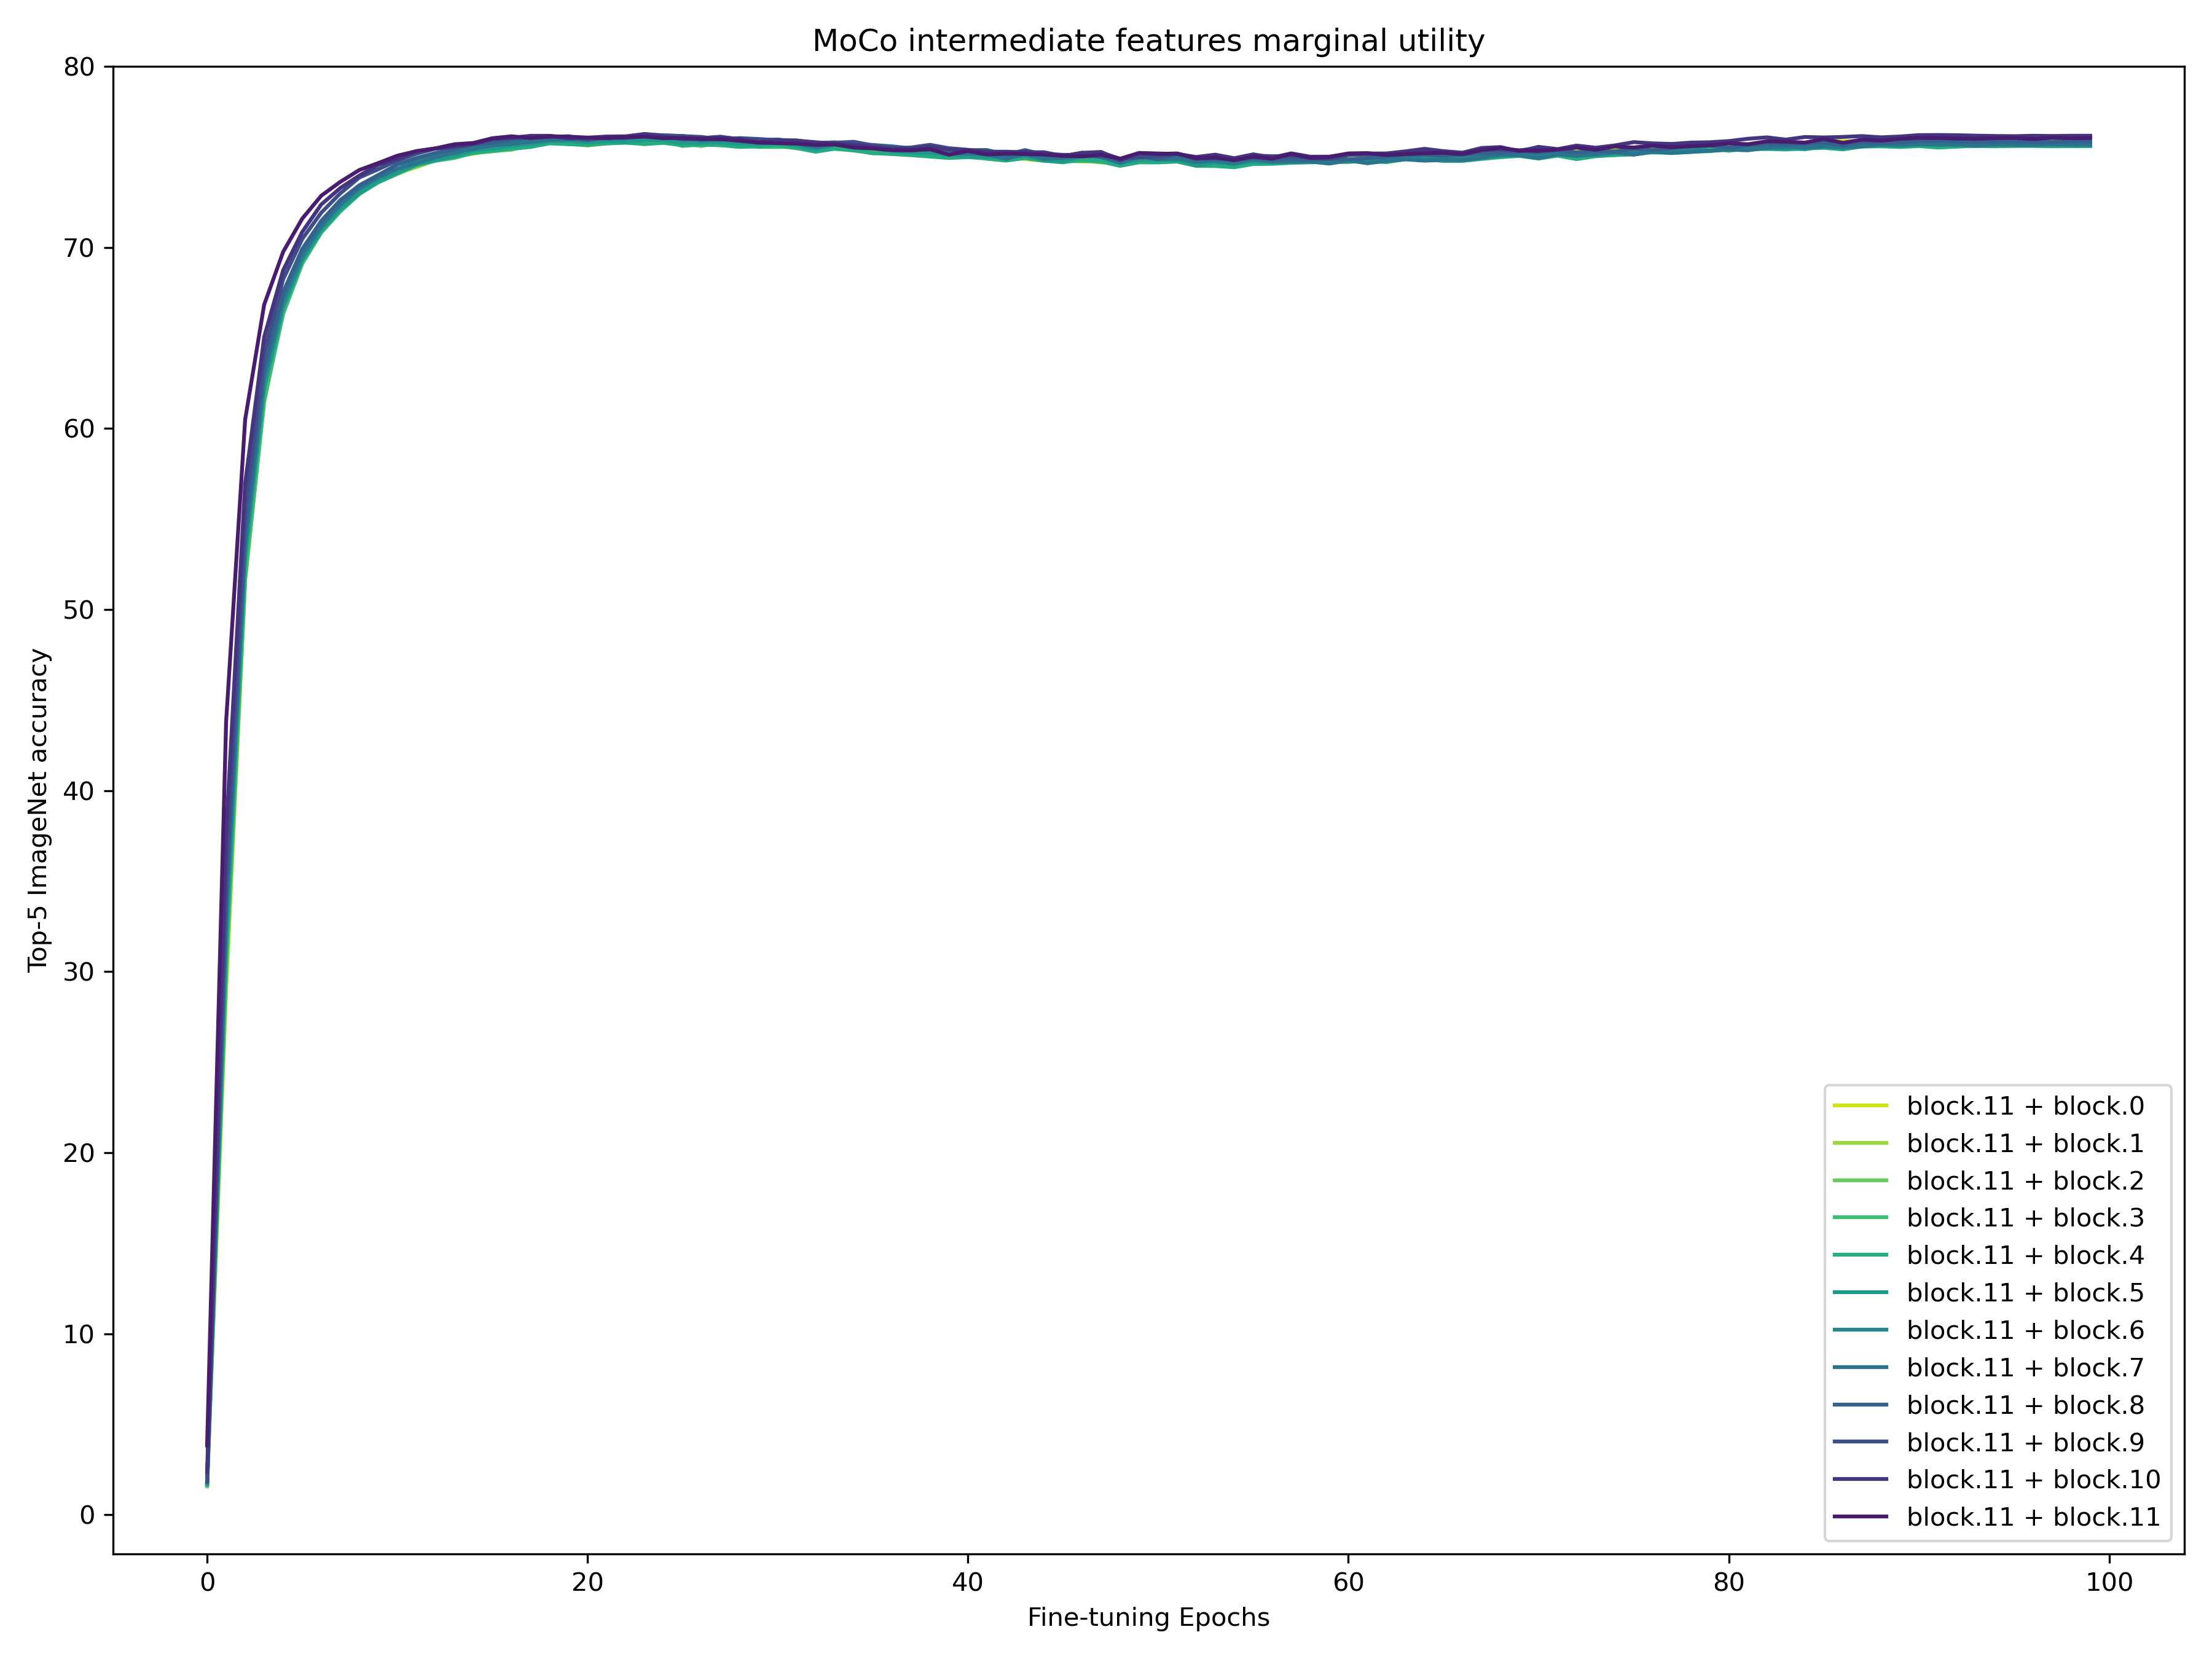 MoCo intermediate features marginal utility
80
70
60
50
40
30
20
10
0
Top-5 ImageNet accuracy
0 20 40 60 80 100
Fine-tuning Epochs
block.11 + block.0
block.11 + block.1
block.11 + block.2
block.11 + block.3
block.11 + block.4
block.11 + block.5
block.11 + block.6
block.11 + block.7
block.11 + block.8
block.11 + block.9
block.11 + block.10
block.11 + block.11